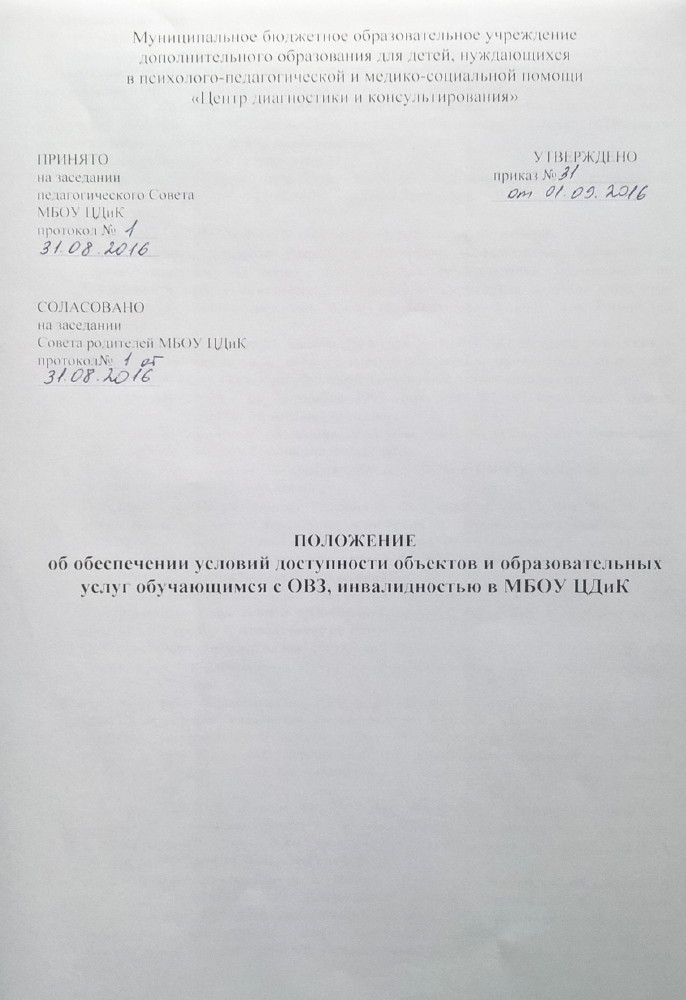 Муниципальное бюджетное образовательное учреждение
дополнительного образования для детей, нуждающихся
в психолого-педагогической и медико-социальной помощи
«Центр диагностики и консультирования»
ПРИНЯТО
на заседании
педагогического Совета
МБОУ ЦДиК
протокол № 1
31.08.2016
УТВЕРЖДЕНО
приказ № 31
от 01.09.2016
СОЛАСОВАНО
на заседании
Совета родителей МБОУ ЦДиК
протокол№ 1 от
31.08.2016
ПОЛОЖЕНИЕ
об обеспечении условий доступности объектов и образовательных
услуг обучающимся с ОВЗ, инвалидностью в МБОУ ЦДиК